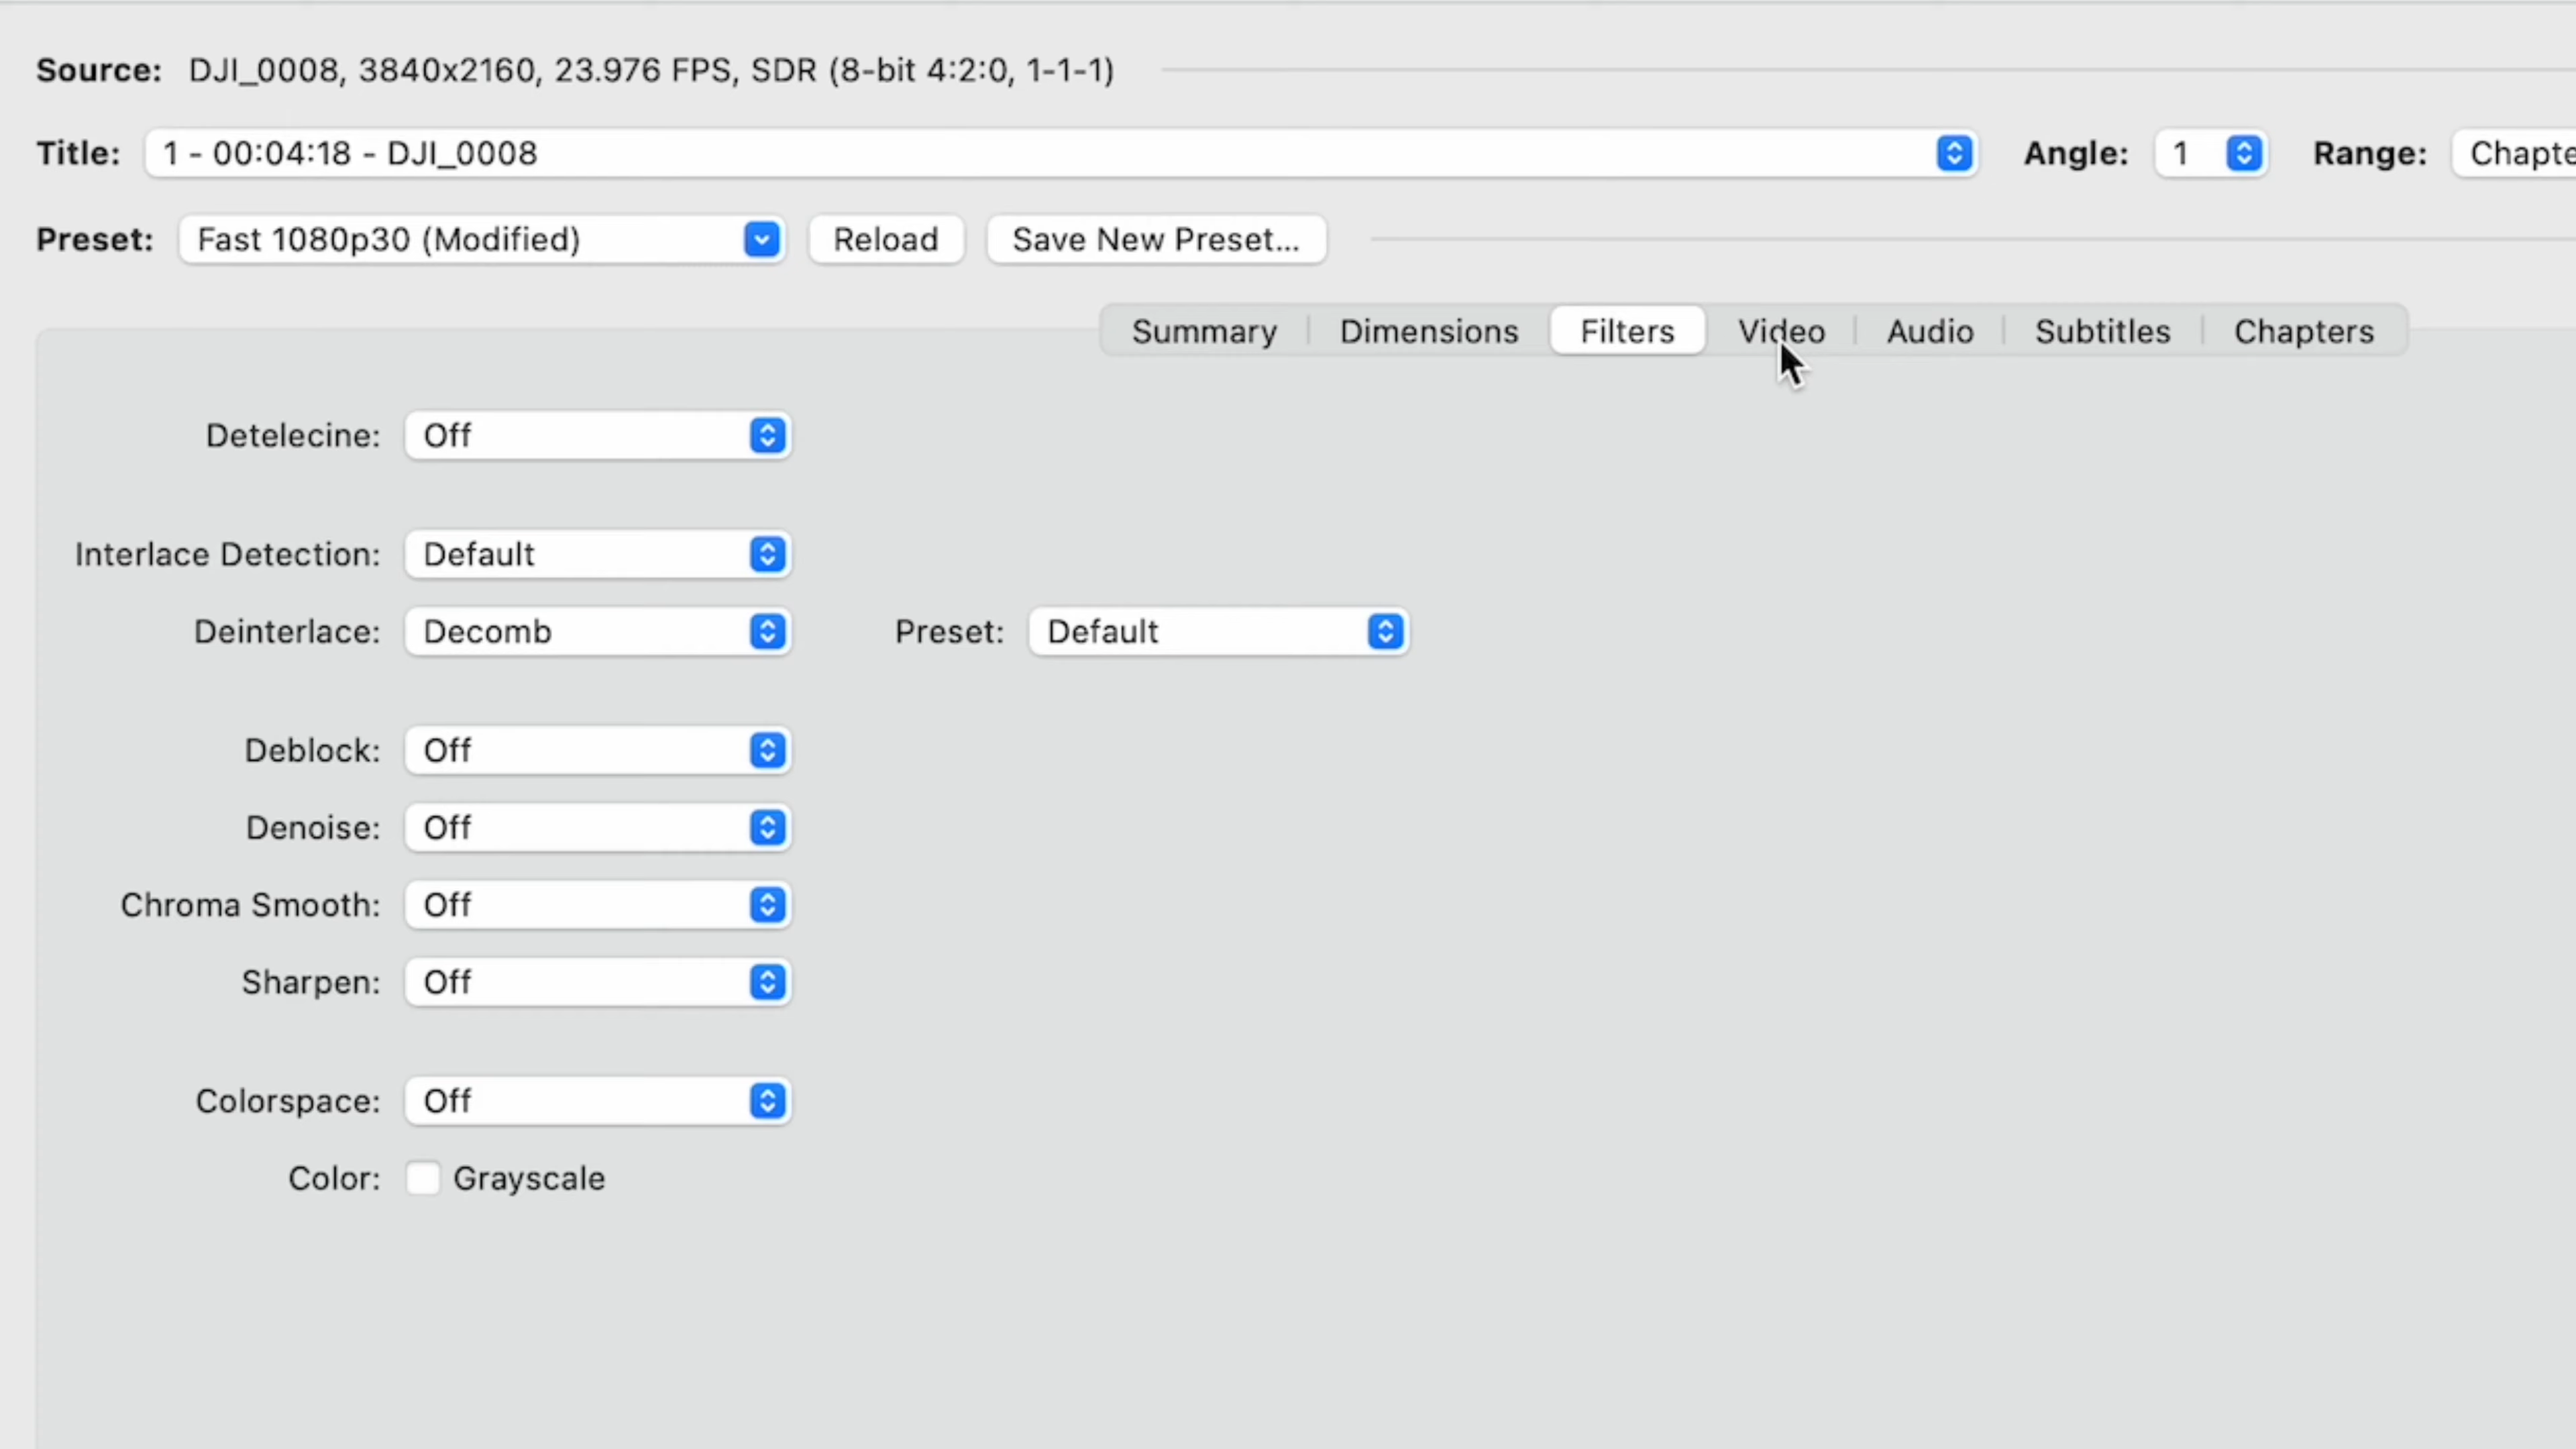 Source: DJI_0008, 3840x2160, 23.976 FPS, SDR (8-bit 4:2:0, 1-1-1)
Title: 1 - 00:04:18 - DJI_0008 Angle: 1 Range: Chapte
Preset: Fast 1080p30 (Modified) Reload Save New Preset...
Summary Dimensions Filters Video Audio Subtitles Chapters
Detelecine: Off
Interlace Detection: Default
Deinterlace: Decomb Preset: Default
Deblock: Off
Denoise: Off
Chroma Smooth: Off
Sharpen: Off
Colorspace: Off
Color: Grayscale